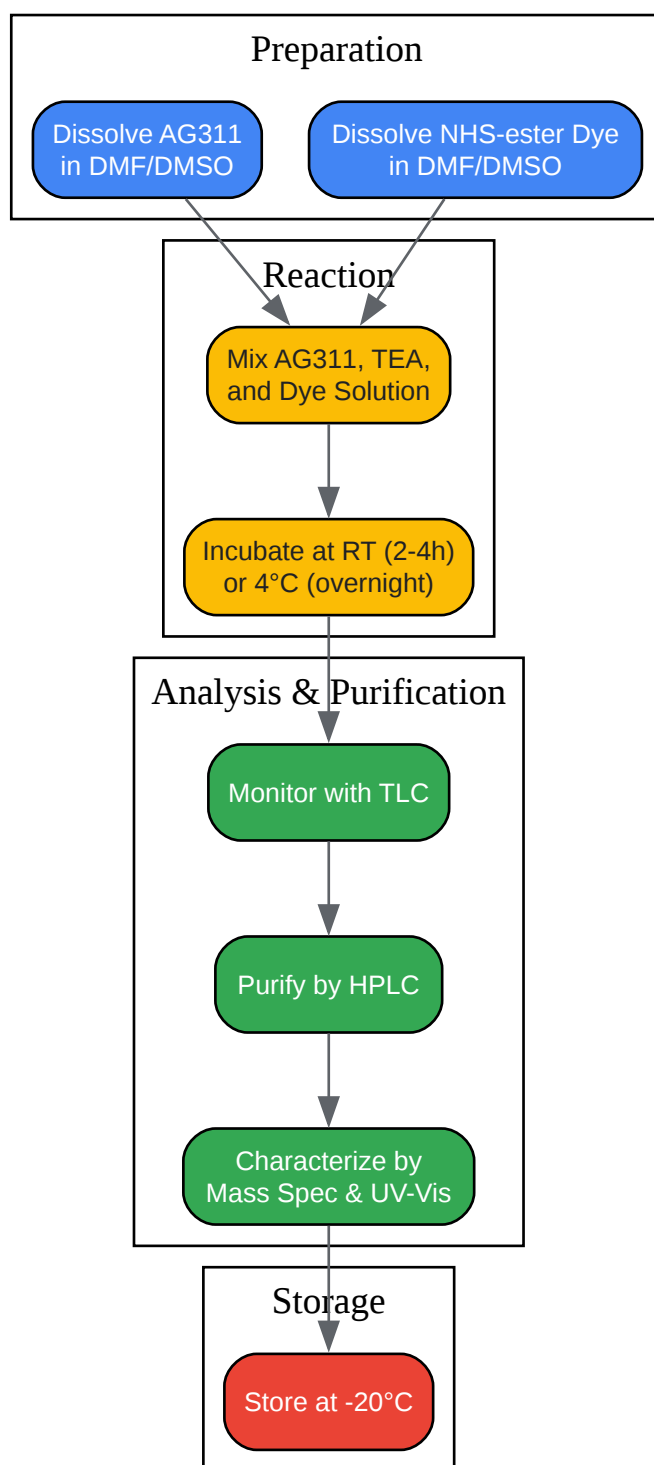 Preparation
Dissolve AG311
in DMF/DMSO
Dissolve NHS-ester Dye
in DMF/DMSO
Reaction
Mix AG311, TEA,
and Dye Solution
Incubate at RT (2-4h)
or 4°C (overnight)
Analysis & Purification
Monitor with TLC
Purify by HPLC
Characterize by
Mass Spec & UV-Vis
Storage
Store at -20°C